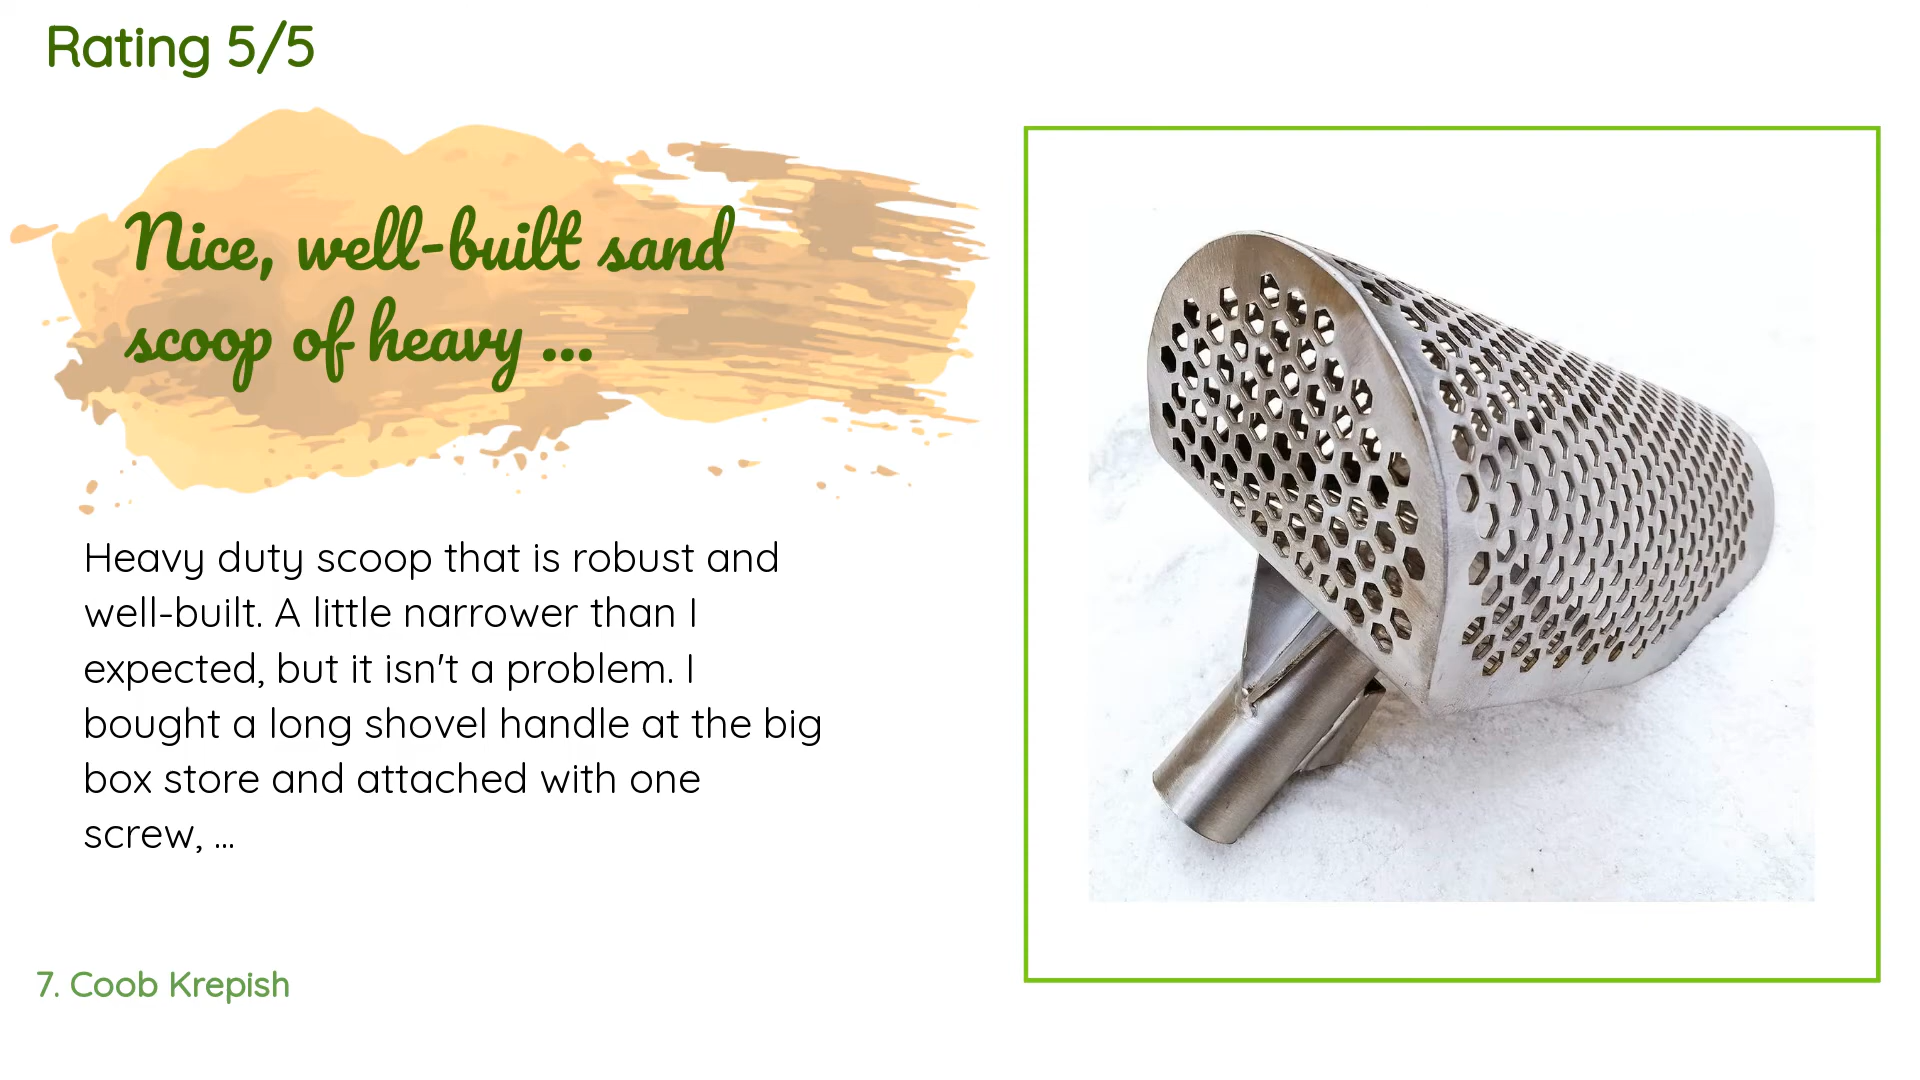 Rating 5/5
Nice, well-built sand
scoop of heavy ...
Heavy duty scoop that is robust and
well-built. A little narrower than I
expected, but it isn't a problem. I
bought a long shovel handle at the big
box store and attached with one
screw, ...
7. Coob Krepish